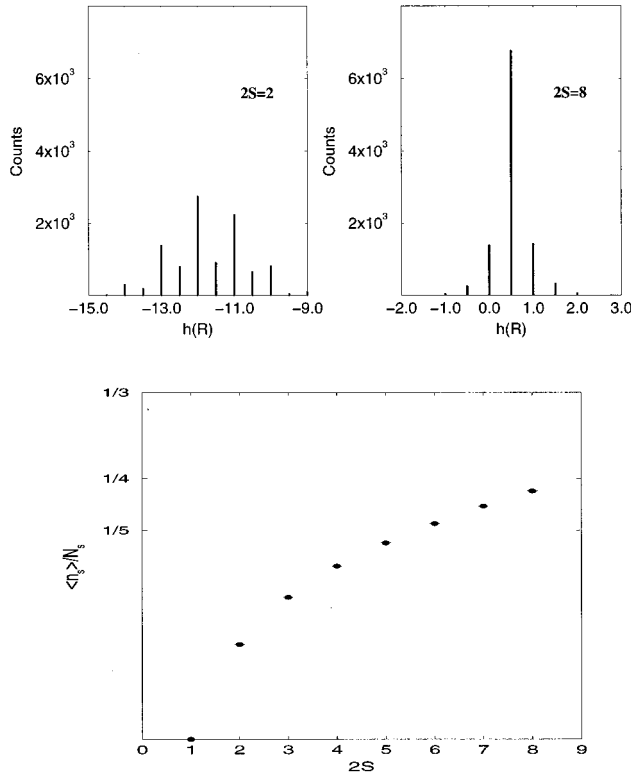 6x10³
4x10³
2x10³
Counts
2S=2
-15.0 -13.0 -11.0 -9.0
h(R)
6x10³
4x10³
2x10³
Counts
2S=8
-2.0 -1.0 0.0 1.0 2.0 3.0
h(R)
1/3
1/4
1/5
<n_s>/N_s
0 1 2 3 4 5 6 7 8 9
2S